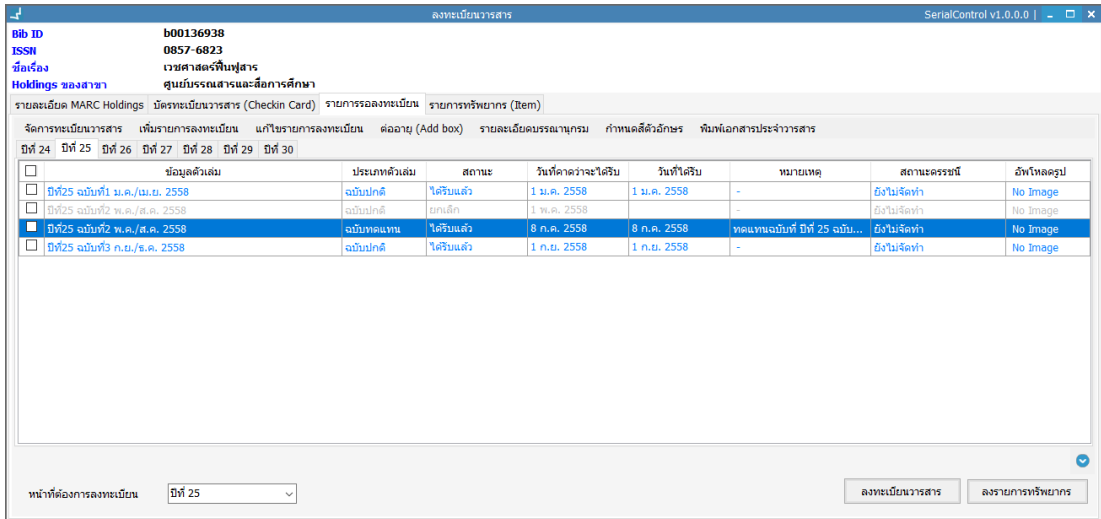 ลงทะเบียนวารสาร SerialControl v1.0.0.0 |
Bib ID b00136938
ISSN 0857-6823
ชื่อเรื่อง เวชศาสตร์ฟื้นฟูสาร
Holdings ของสาขา ศูนย์บรรณสารและสื่อการศึกษา
รายละเอียด MARC Holdings บัตรทะเบียนวารสาร (Checkin Card) รายการรอลงทะเบียน รายการทรัพยากร (Item)
จัดการทะเบียนวารสาร เพิ่มรายการลงทะเบียน แก้ไขรายการลงทะเบียน ต่ออายุ (Add box) รายละเอียดบรรณานุกรม กำหนดสีตัวอักษร พิมพ์เอกสารประจำวารสาร
ปีที่ 24 ปีที่ 25 ปีที่ 26 ปีที่ 27 ปีที่ 28 ปีที่ 29 ปีที่ 30
ข้อมูลตัวเล่ม ประเภทตัวเล่ม สถานะ วันที่คาดว่าจะได้รับ วันที่ได้รับ หมายเหตุ สถานะดรรชนี อัพโหลดรูป
ปีที่25 ฉบับที่1 ม.ค./เม.ย. 2558 ฉบับปกติ ได้รับแล้ว 1 ม.ค. 2558 1 ม.ค. 2558 - ยังไม่จัดทำ No Image
ปีที่25 ฉบับที่2 พ.ค./ส.ค. 2558 ฉบับปกติ ยกเลิก 1 พ.ค. 2558 - ยังไม่จัดทำ No Image
ปีที่25 ฉบับที่2 พ.ค./ส.ค. 2558 ฉบับทดแทน ได้รับแล้ว 8 ก.ค. 2558 8 ก.ค. 2558 ทดแทนฉบับที่ ปีที่ 25 ฉบับ... ยังไม่จัดทำ No Image
ปีที่25 ฉบับที่3 ก.ย./ธ.ค. 2558 ฉบับปกติ ได้รับแล้ว 1 ก.ย. 2558 1 ก.ย. 2558 - ยังไม่จัดทำ No Image
หน้าที่ต้องการลงทะเบียน ปีที่ 25 ลงทะเบียนวารสาร ลงรายการทรัพยากร